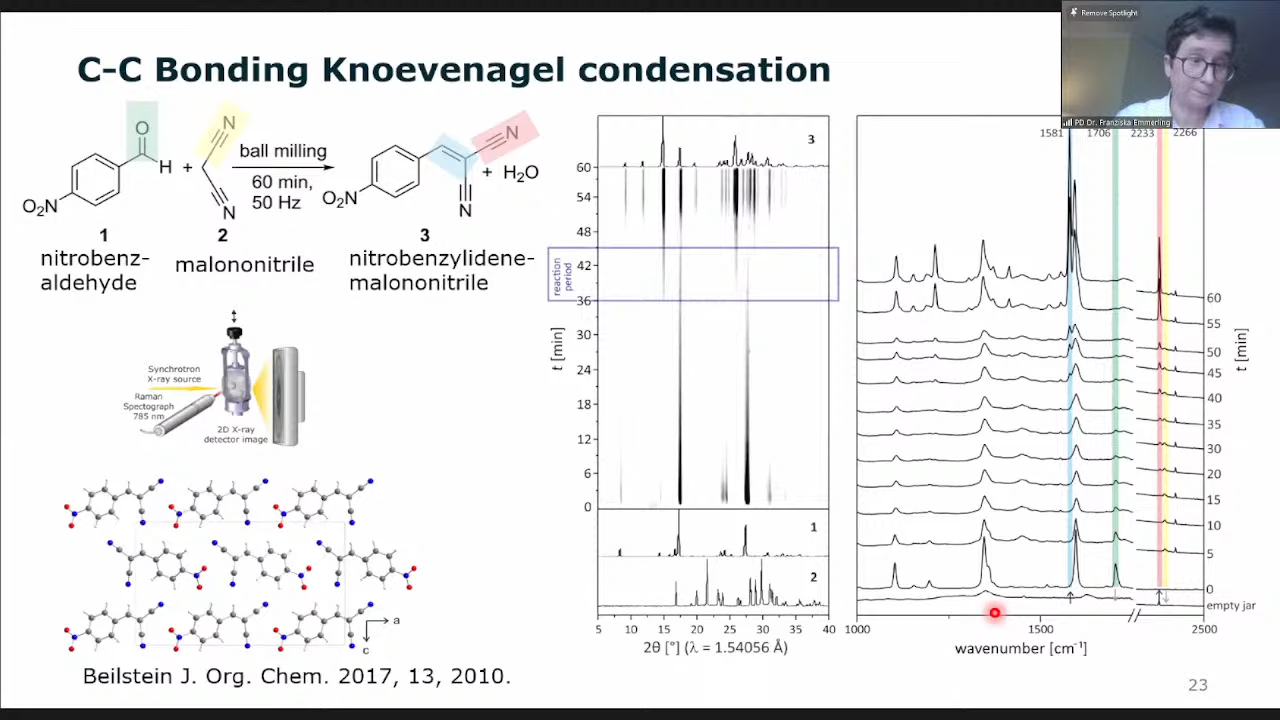 Remove Spotlight
PD Dr. Franziska Emmerling
C-C Bonding Knoevenagel condensation
O
H
+
N
N
O₂N
ball milling
60 min,
50 Hz
O₂N
N
N
+ H₂O
1
2
3
nitrobenz-
aldehyde
malononitrile
nitrobenzylidene-
malononitrile
Synchrotron
X-ray source
Raman
Spectograph
785 nm
2D X-ray
detector image
a
c
Beilstein J. Org. Chem. 2017, 13, 2010.
3
60
54
48
42
36
30
24
18
12
6
0
reaction
period
t [min]
1
2
5 10 15 20 25 30 35 40
2θ [°] (λ = 1.54056 Å)
1581 1706 2233 2266
60
55
50
45
40
35
30
20
15
10
5
0
empty jar
t [min]
1000 1500 2500
wavenumber [cm⁻¹]
23